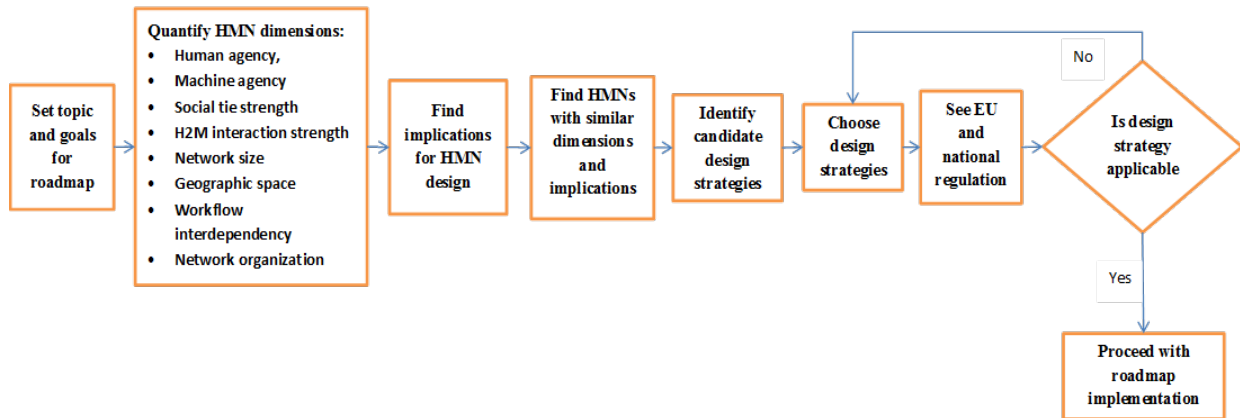 Set topic
and goals
for
roadmap
Quantify HMN dimensions:
• Human agency,
• Machine agency
• Social tie strength
• H2M interaction strength
• Network size
• Geographic space
• Workflow
interdependency
• Network organization
Find
implications
for HMN
design
Find HMNs
with similar
dimensions
and
implications
Identify
candidate
design
strategies
Choose
design
strategies
See EU
and
national
regulation
Is design
strategy
applicable
No
Yes
Proceed with
roadmap
implementation